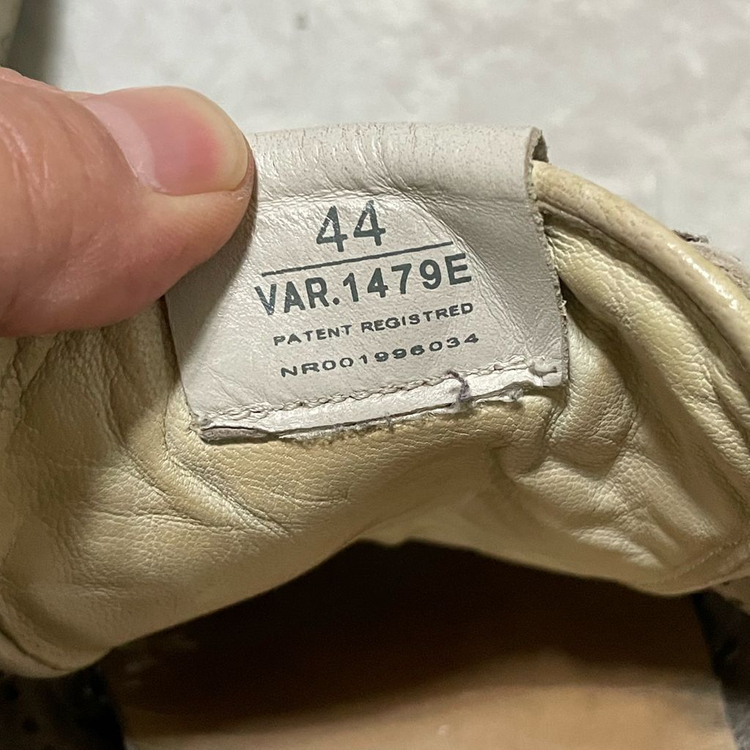 44
VAR.1479E
PATENT REGISTRED
NR001996034